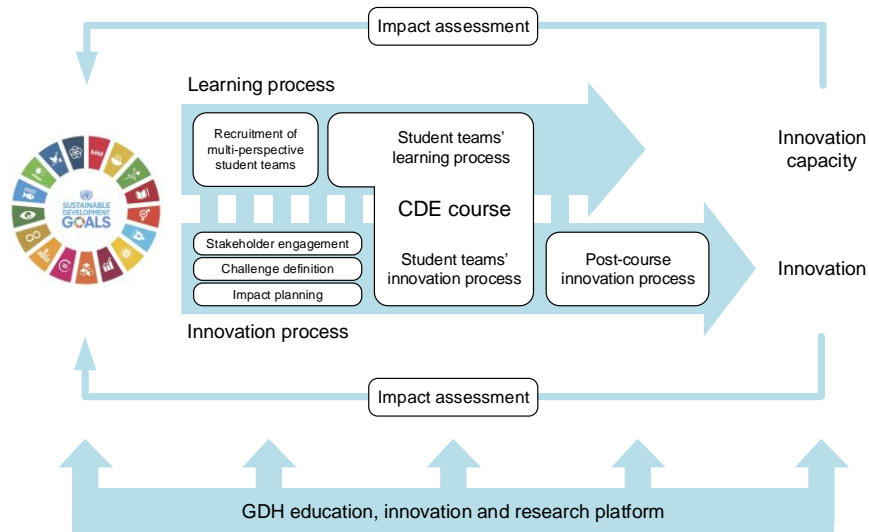 Impact assessment
Learning process
Recruitment of
multi-perspective
student teams
Student teams'
learning process
Innovation
capacity
CDE course
SUSTAINABLE
DEVELOPMENT
GOALS
Stakeholder engagement
Challenge definition
Impact planning
Student teams'
innovation process
Post-course
innovation process
Innovation
Innovation process
Impact assessment
GDH education, innovation and research platform